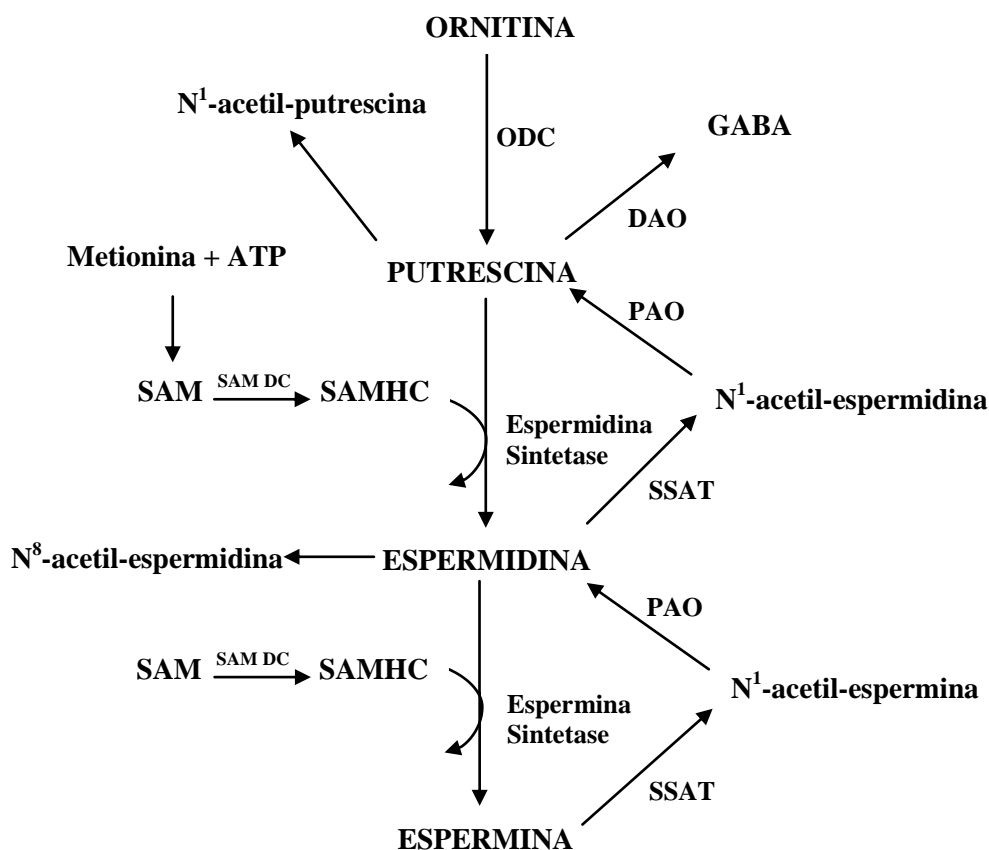 ORNITINA
N¹-acetil-putrescina
GABA
ODC
DAO
Metionina + ATP
PUTRESCINA
PAO
SAM
SAM DC
SAMHC
N¹-acetil-espermidina
Espermidina
Sintetase
SSAT
N⁸-acetil-espermidina
ESPERMIDINA
PAO
SAM
SAM DC
SAMHC
N¹-acetil-espermina
Espermina
Sintetase
SSAT
ESPERMINA